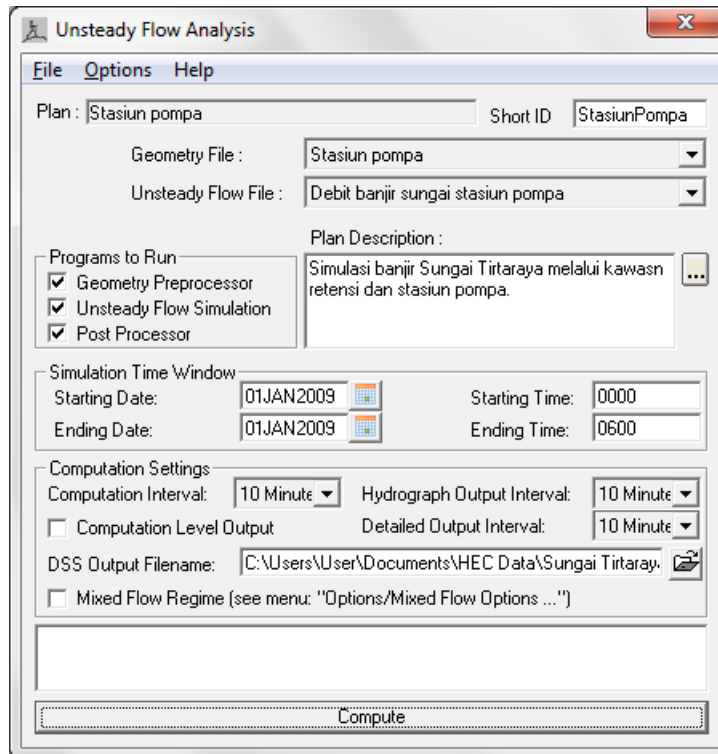 Unsteady Flow Analysis
File Options Help
Plan : Stasiun pompa Short ID StasiunPompa
Geometry File : Stasiun pompa
Unsteady Flow File : Debit banjir sungai stasiun pompa
Plan Description :
Programs to Run
Geometry Preprocessor
Unsteady Flow Simulation
Post Processor
Simulasi banjir Sungai Tirtaraya melalui kawasn
retensi dan stasiun pompa.
...
Simulation Time Window
Starting Date: 01JAN2009 Starting Time: 0000
Ending Date: 01JAN2009 Ending Time: 0600
Computation Settings
Computation Interval: 10 Minute Hydrograph Output Interval: 10 Minute
Computation Level Output Detailed Output Interval: 10 Minute
DSS Output Filename: C:\Users\User\Documents\HEC Data\Sungai Tirtaray
Mixed Flow Regime (see menu: "Options/Mixed Flow Options ...")
Compute